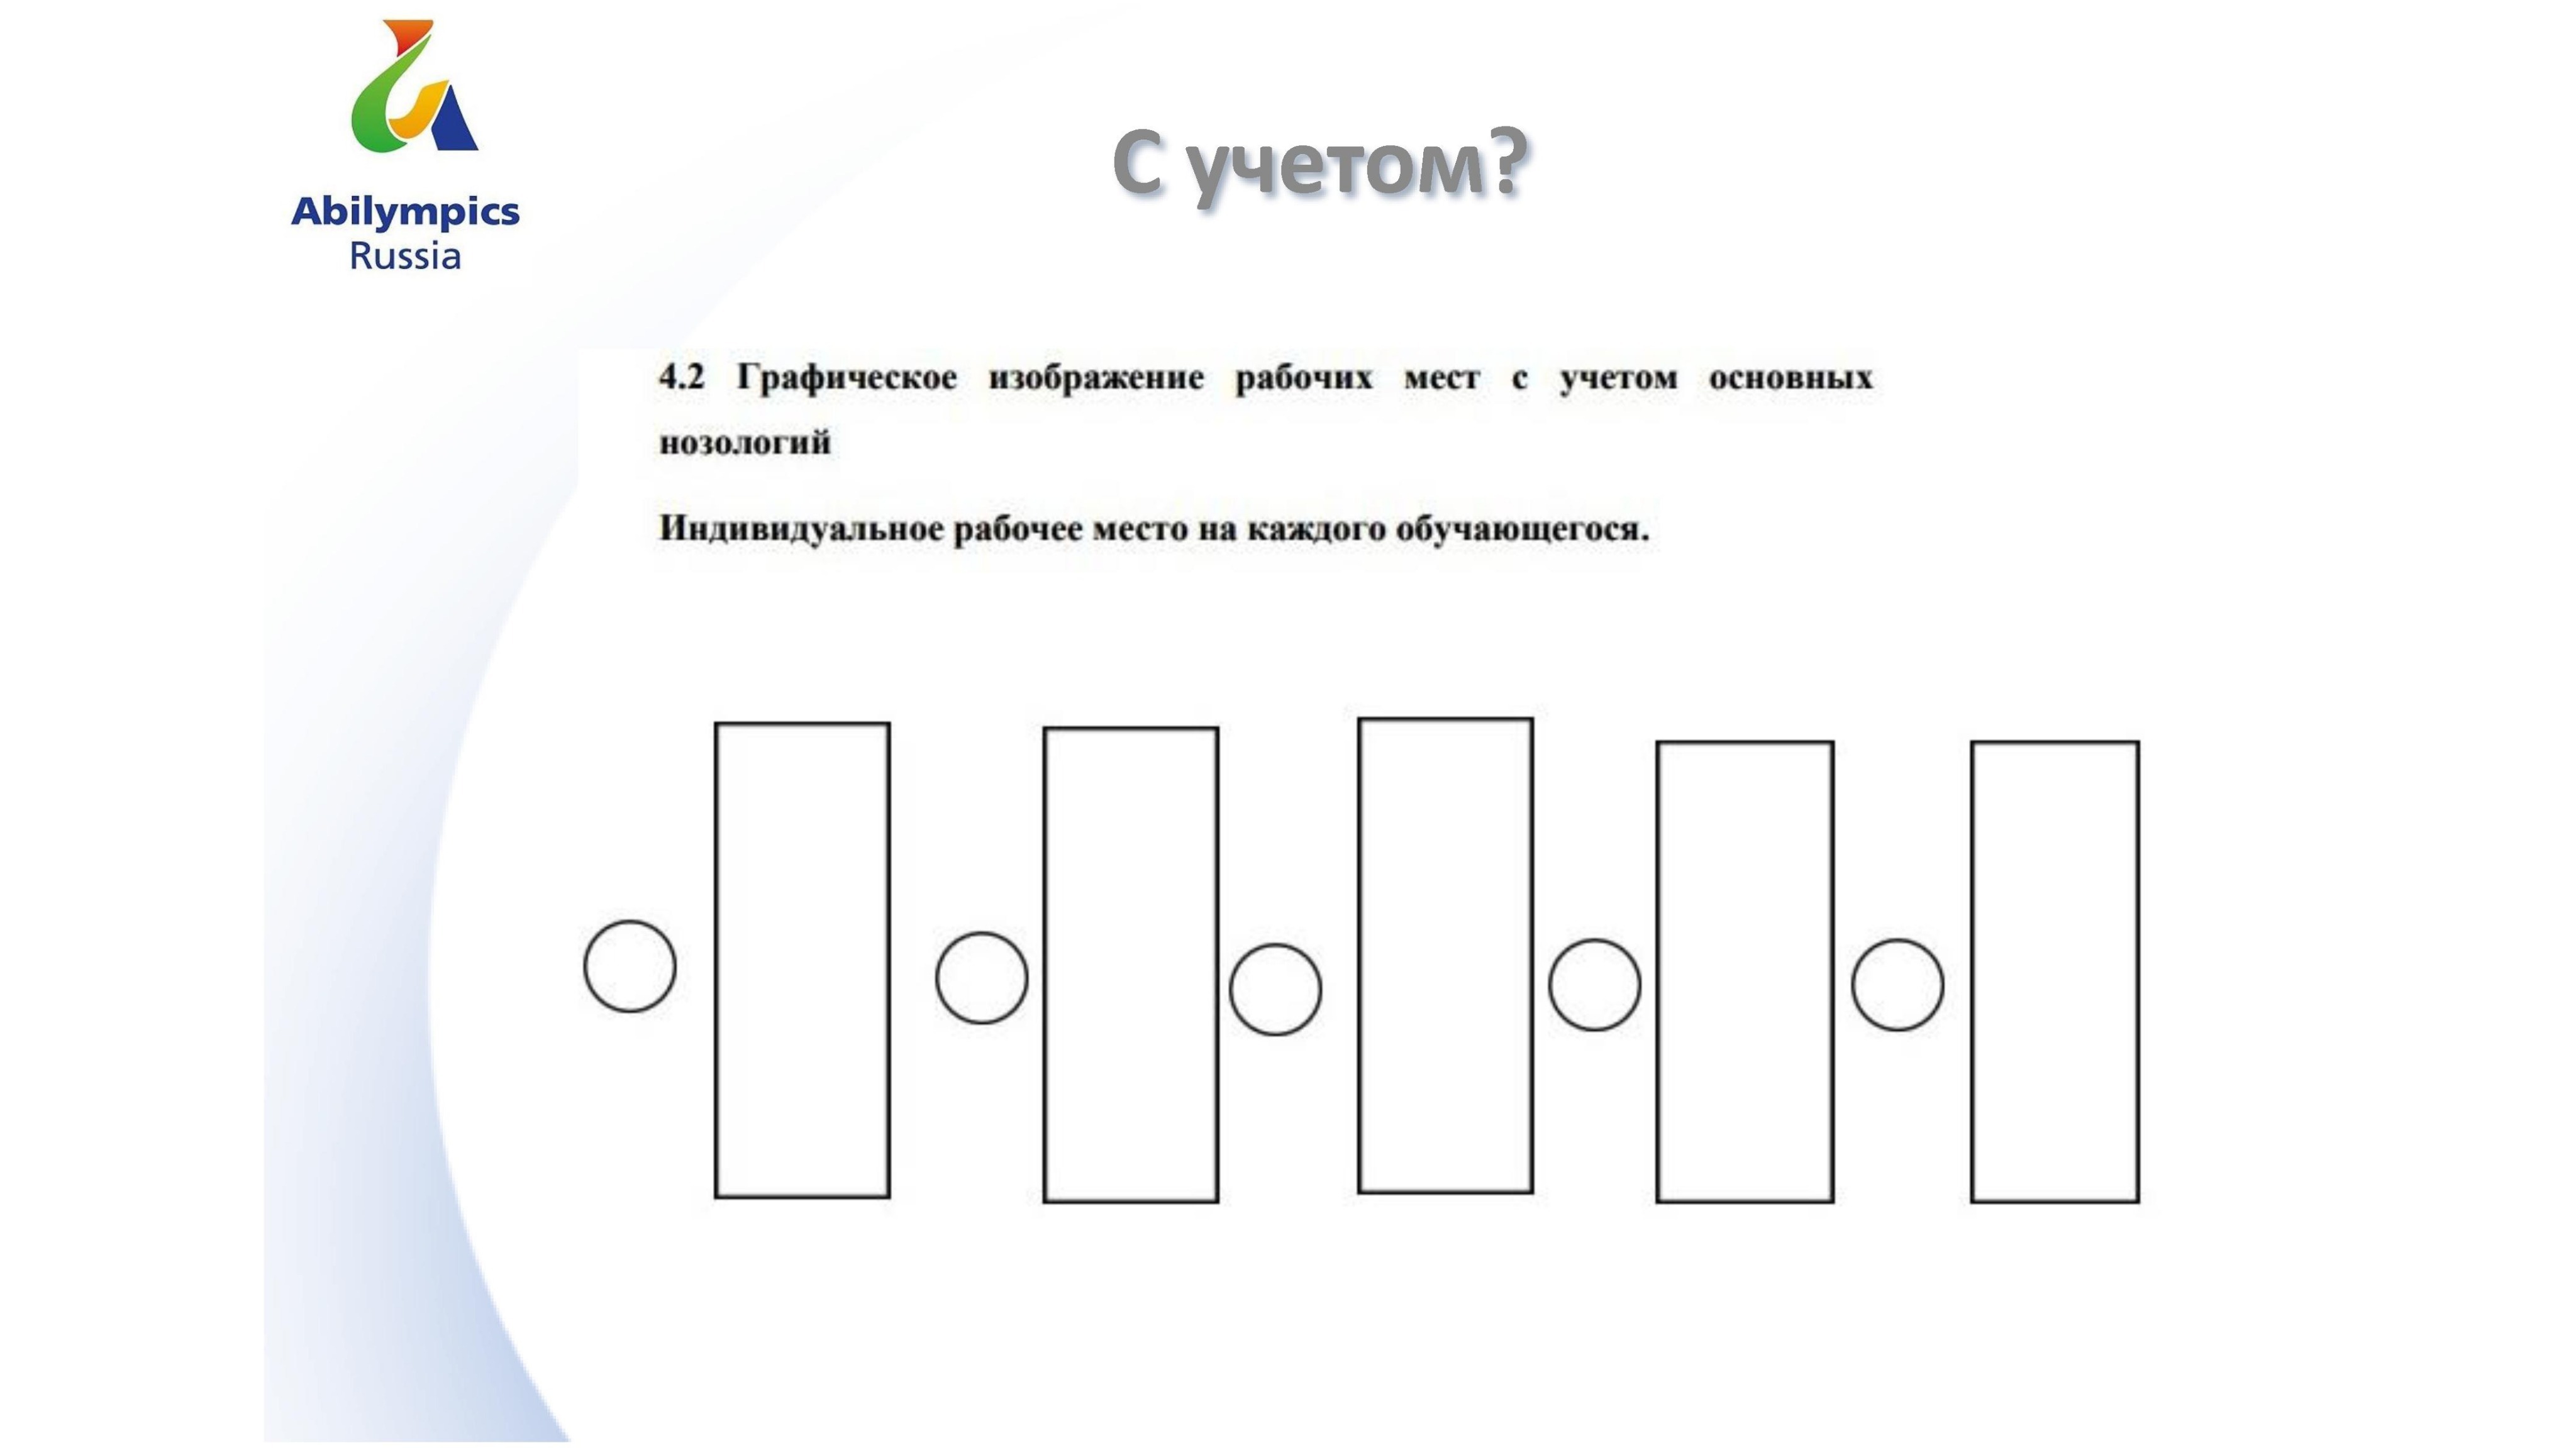 Abilympics
Russia
С учетом?
4.2 Графическое изображение рабочих мест с учетом основных
нозологий
Индивидуальное рабочее место на каждого обучающегося.